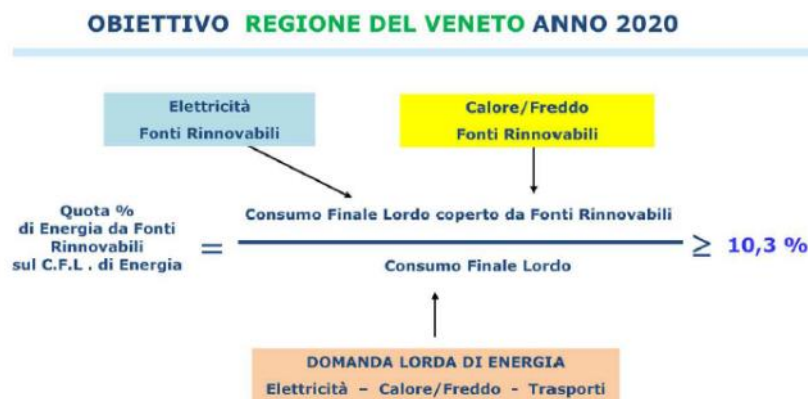 OBIETTIVO REGIONE DEL VENETO ANNO 2020
Elettricità
Fonti Rinnovabili
Calore/Freddo
Fonti Rinnovabili
Quota %
di Energia da Fonti
Rinnovabili
sul C.F.L . di Energia
=
Consumo Finale Lordo coperto da Fonti Rinnovabili
Consumo Finale Lordo
≥ 10,3 %
DOMANDA LORDA DI ENERGIA
Elettricità – Calore/Freddo - Trasporti